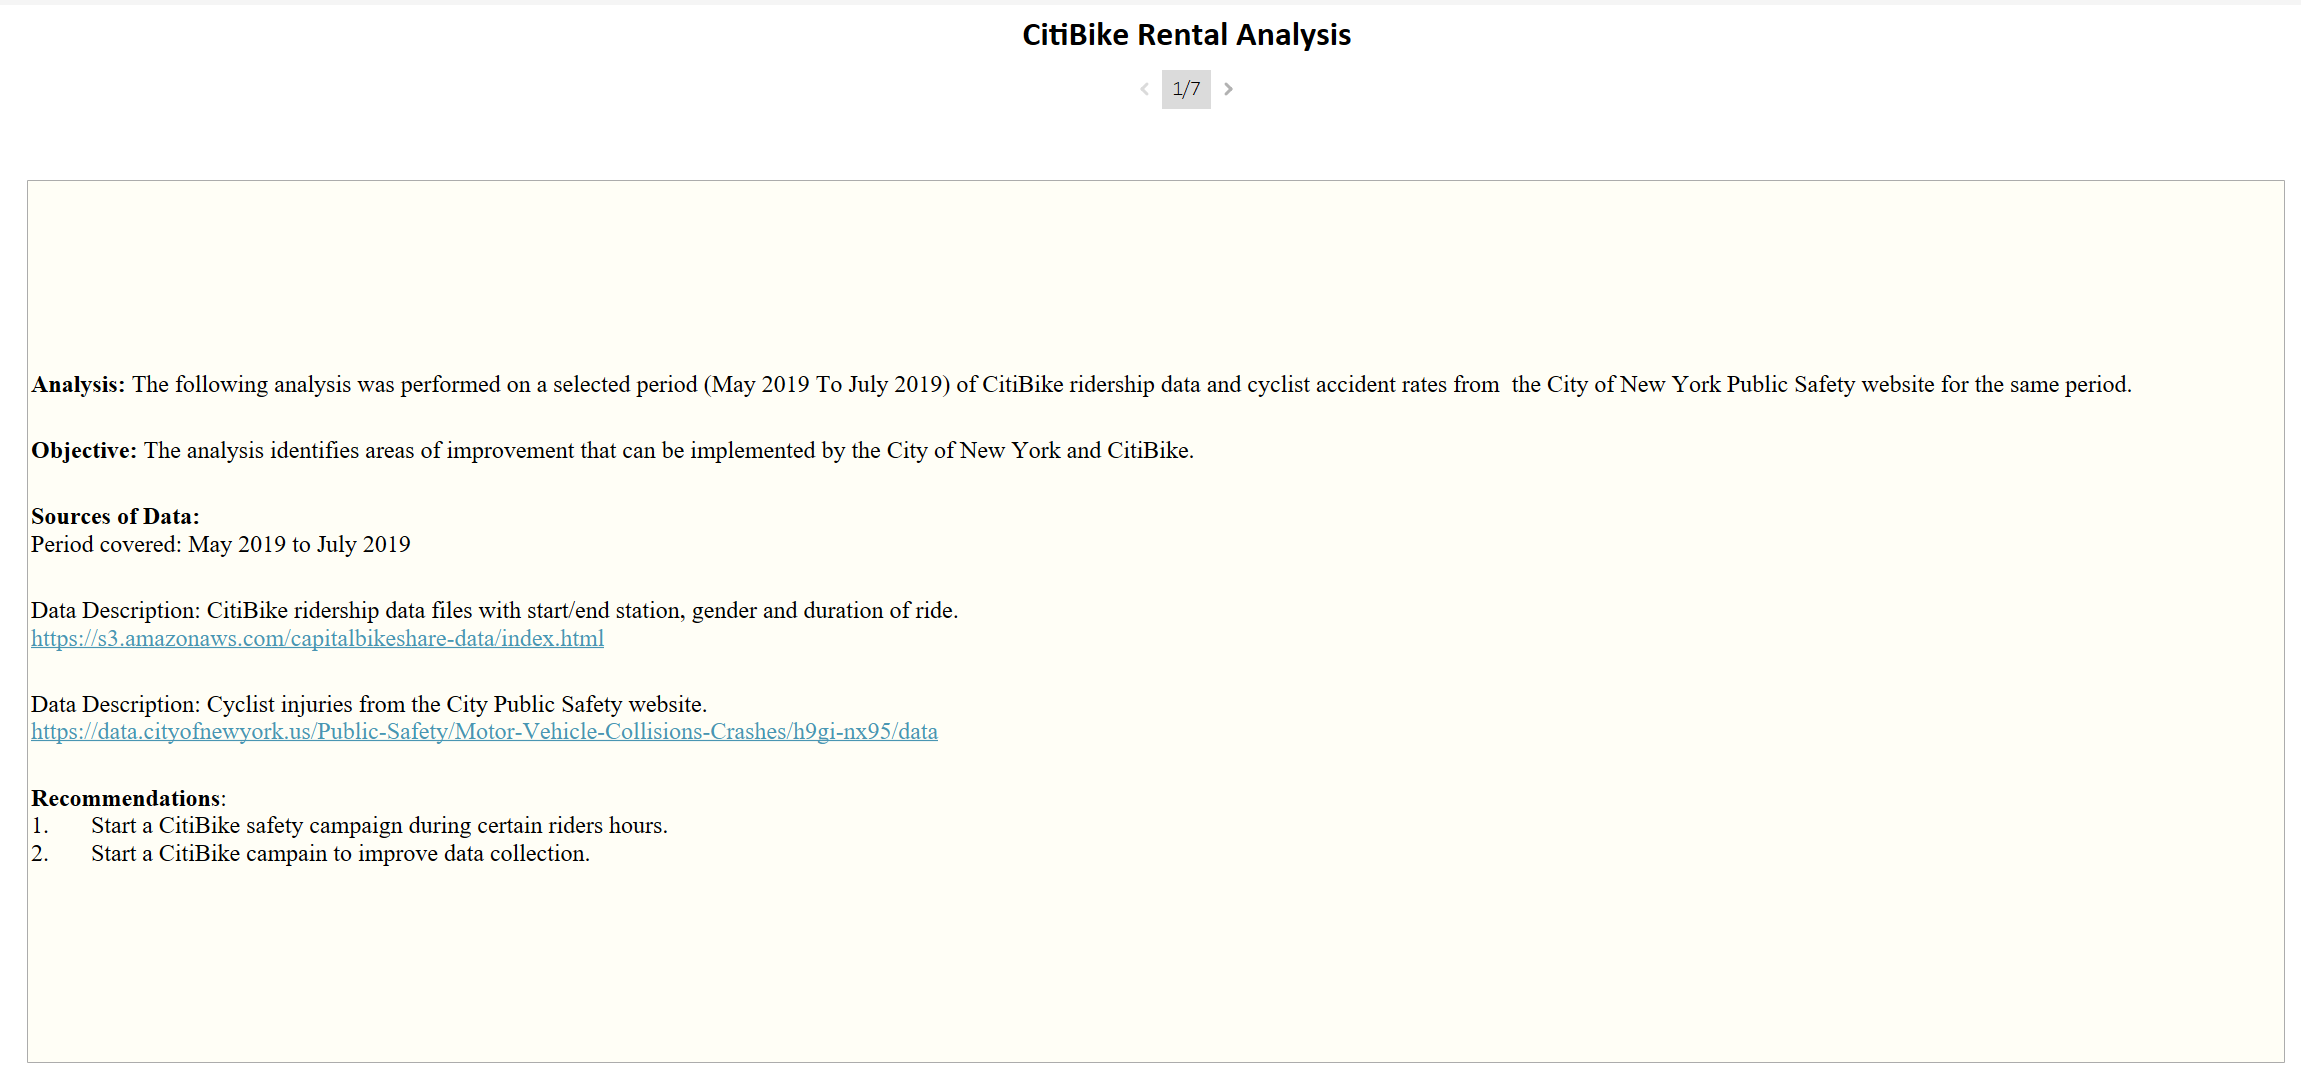 CitiBike Rental Analysis
1/7
Analysis: The following analysis was performed on a selected period (May 2019 To July 2019) of CitiBike ridership data and cyclist accident rates from  the City of New York Public Safety website for the same period.
Objective: The analysis identifies areas of improvement that can be implemented by the City of New York and CitiBike.
Sources of Data:
Period covered: May 2019 to July 2019
Data Description: CitiBike ridership data files with start/end station, gender and duration of ride.
https://s3.amazonaws.com/capitalbikeshare-data/index.html
Data Description: Cyclist injuries from the City Public Safety website.
https://data.cityofnewyork.us/Public-Safety/Motor-Vehicle-Collisions-Crashes/h9gi-nx95/data
Recommendations:
1. Start a CitiBike safety campaign during certain riders hours.
2. Start a CitiBike campain to improve data collection.